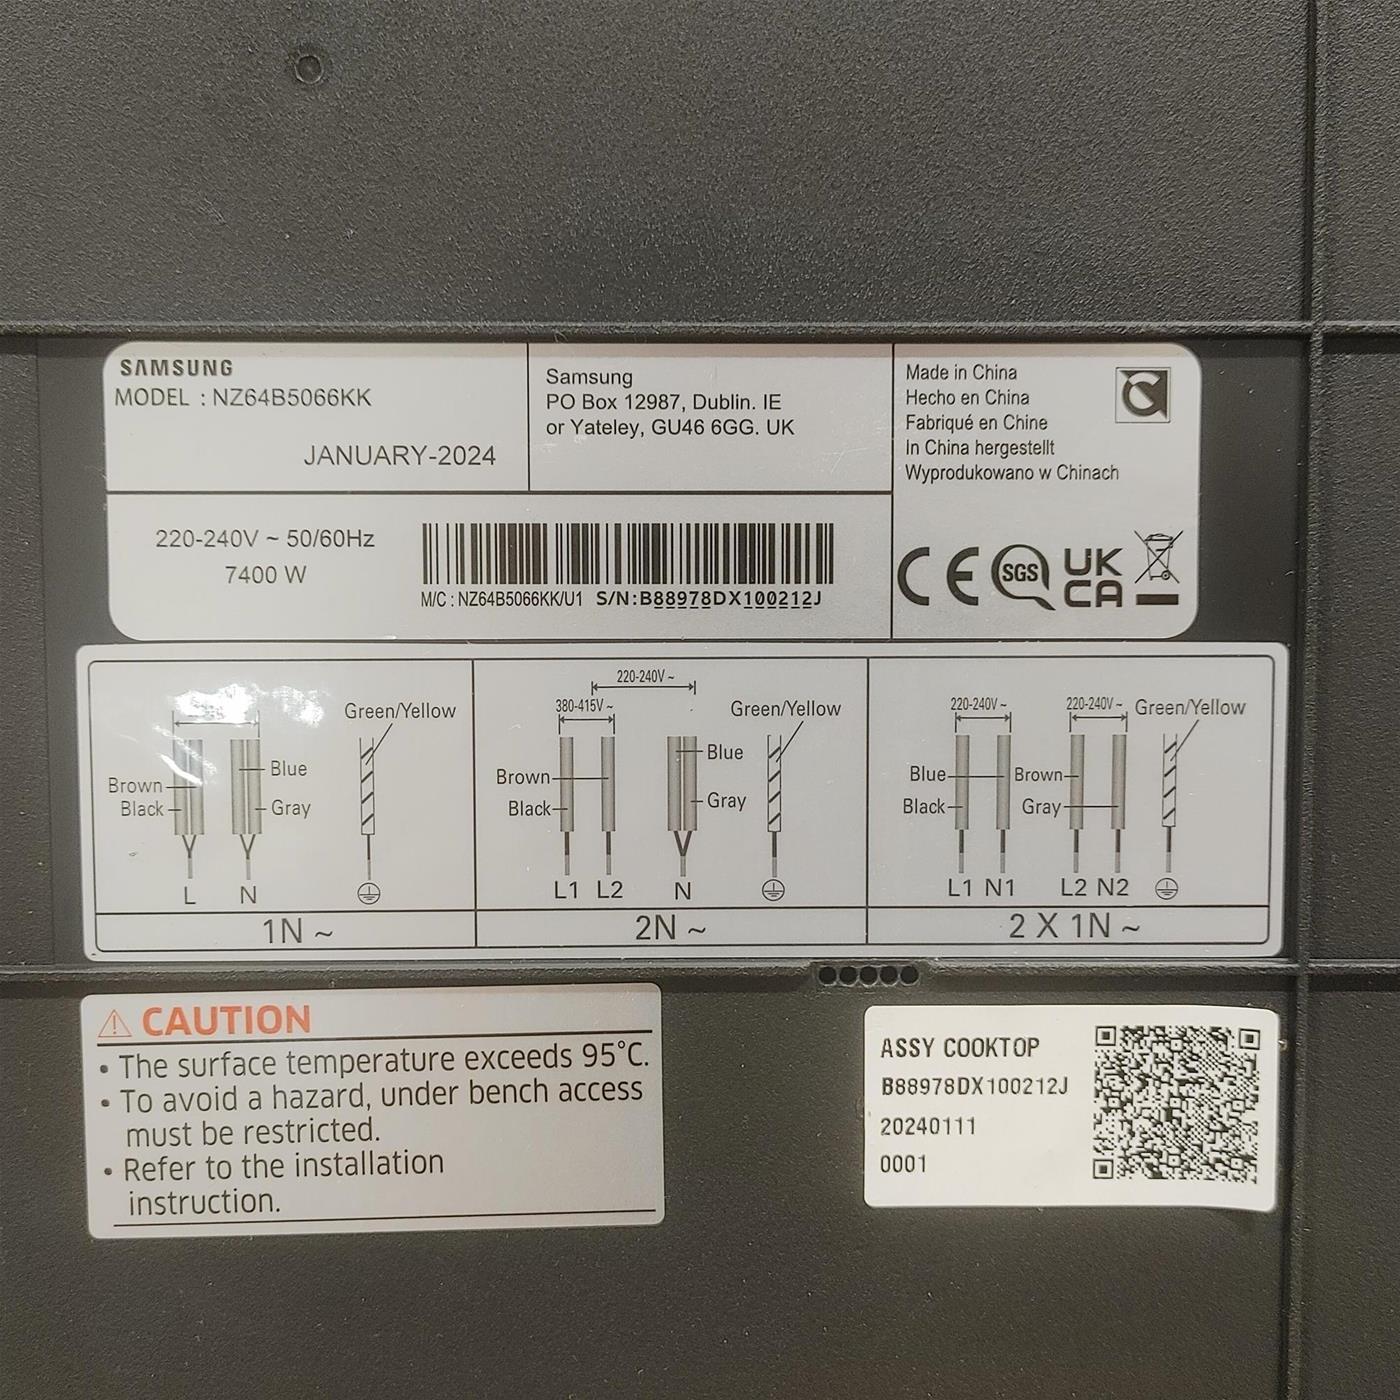 SAMSUNG
MODEL : NZ64B5066KK
JANUARY-2024
Samsung
PO Box 12987, Dublin. IE
or Yateley, GU46 6GG. UK
Made in China
Hecho en China
Fabriqué en Chine
In China hergestellt
Wyprodukowano w Chinach
220-240V ~ 50/60Hz
7400 W
M/C : NZ64B5066KK/U1 S/N:B88978DX100212J
CE SGS UK CA
Green/Yellow
Brown
Black
Blue
Gray
L N
1N ~
220-240V ~
380-415V ~
Green/Yellow
Brown
Black
Blue
Gray
L1 L2 N
2N ~
220-240V ~ 220-240V ~ Green/Yellow
Blue Brown
Black Gray
L1 N1 L2 N2
2 X 1N ~
CAUTION
• The surface temperature exceeds 95°C.
• To avoid a hazard, under bench access
must be restricted.
• Refer to the installation
instruction.
ASSY COOKTOP
B88978DX100212J
20240111
0001